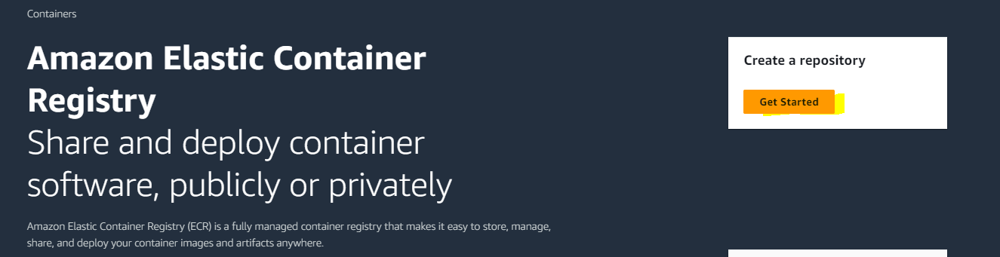 Containers
Amazon Elastic Container
Registry
Share and deploy container
software, publicly or privately
Amazon Elastic Container Registry (ECR) is a fully managed container registry that makes it easy to store, manage,
share, and deploy your container images and artifacts anywhere.
Create a repository
Get Started